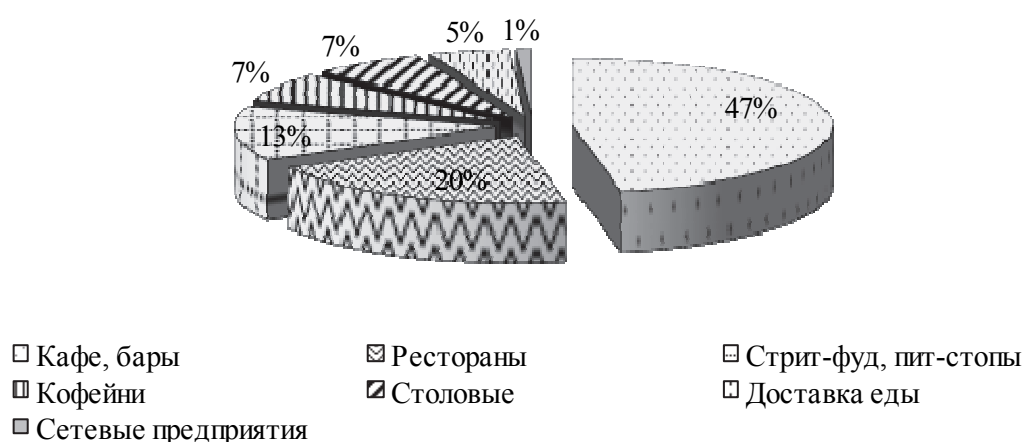 5% 1%
7%
7%
47%
13%
20%
Кафе, бары Рестораны Стрит-фуд, пит-стопы
Кофейни Столовые Доставка еды
Сетевые предприятия